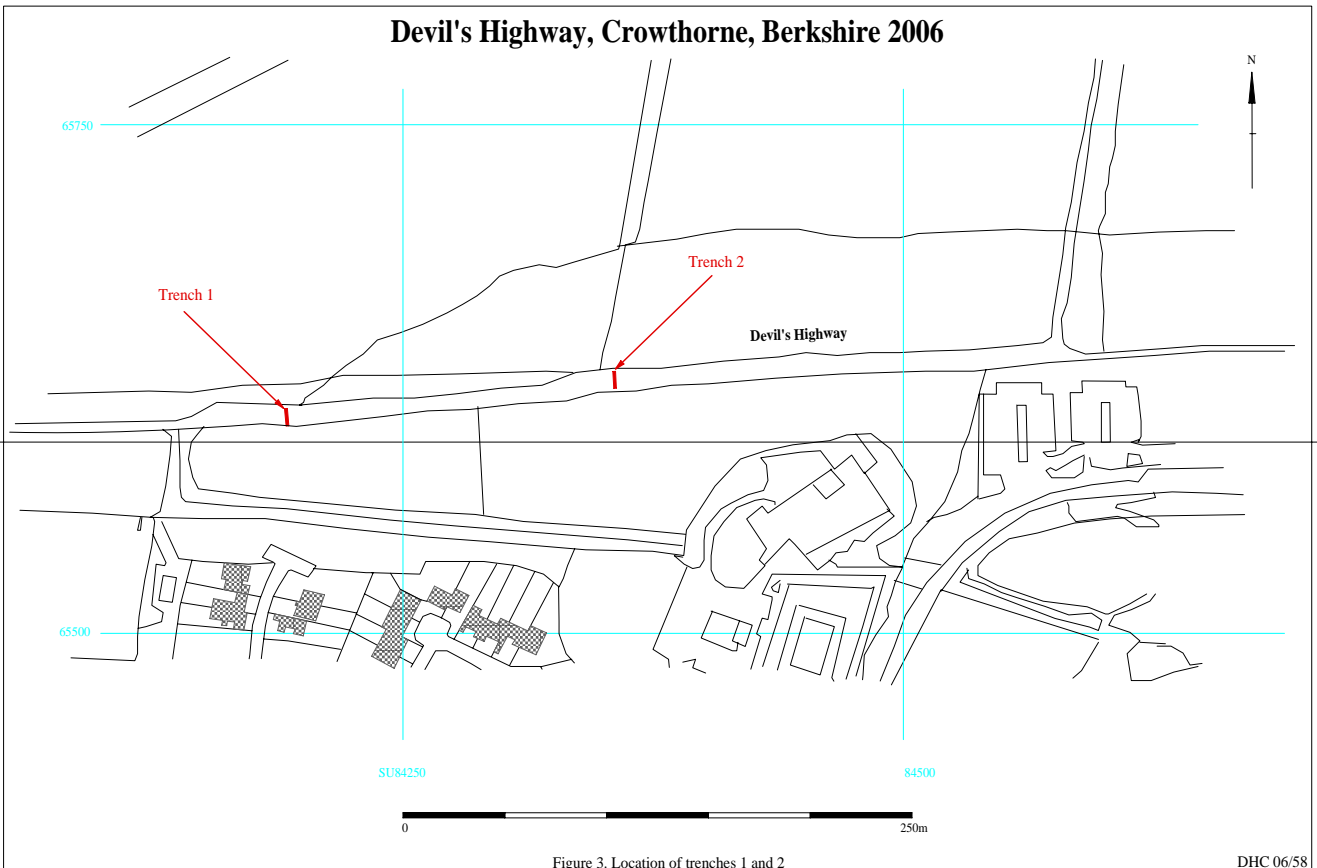 Devil's Highway, Crowthorne, Berkshire 2006
N
65750
Trench 2
Trench 1
Devil's Highway
65500
SU84250
84500
0
250m
Figure 3. Location of trenches 1 and 2
DHC 06/58